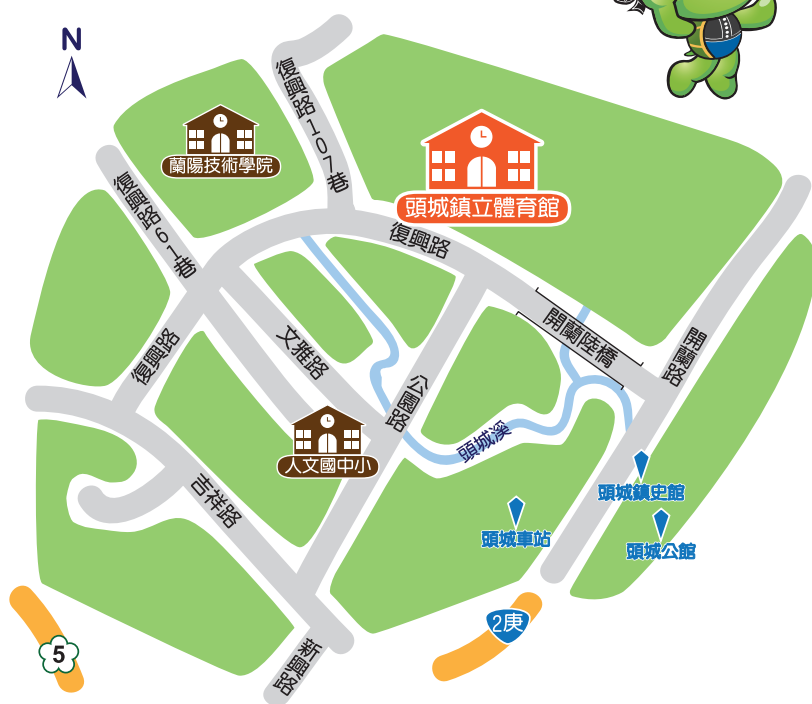 N
復興路107巷
蘭陽技術學院
復興路61巷
頭城鎮立體育館
復興路
開蘭陸橋
開蘭路
文雅路
復興路
公園路
頭城溪
人文國中小
吉祥路
頭城鎮史館
頭城車站
頭城公館
2庚
5
新興路